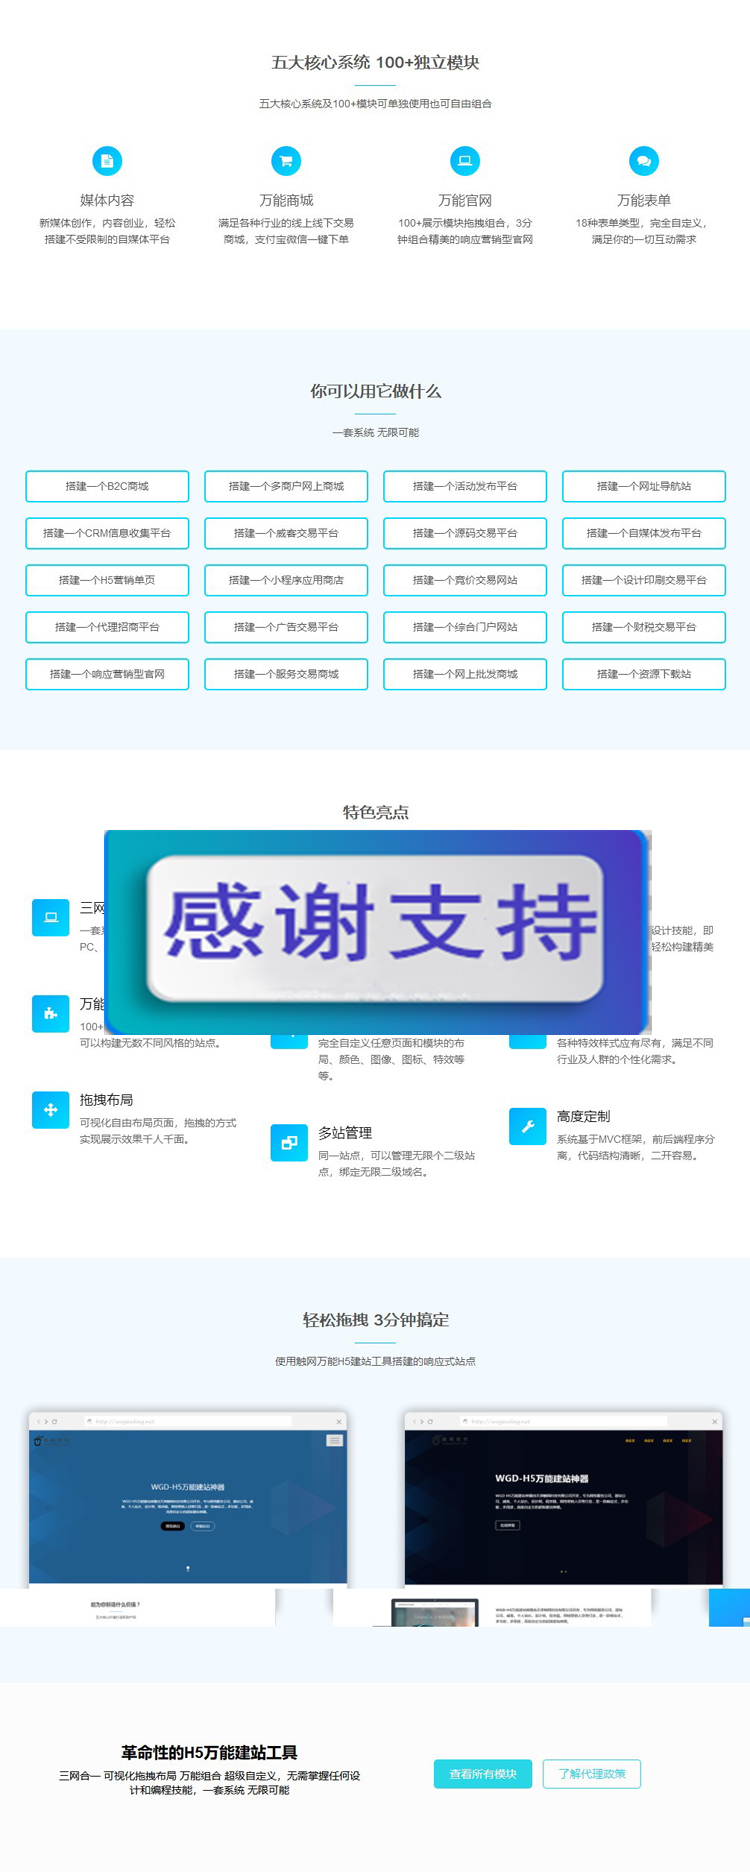 五大核心系统 100+独立模块
五大核心系统及100+模块可单独使用也可自由组合
媒体内容
新媒体创作，内容创业，轻松
搭建不受限制的自媒体平台
万能商城
满足各种行业的线上线下交易
商城，支付宝微信一键下单
万能官网
100+展示模块拖拽组合，3分
钟组合精美的响应营销型官网
万能表单
18种表单类型，完全自定义，
满足你的一切互动需求
你可以用它做什么
一套系统 无限可能
搭建一个B2C商城
搭建一个多商户网上商城
搭建一个活动发布平台
搭建一个网址导航站
搭建一个CRM信息收集平台
搭建一个威客交易平台
搭建一个源码交易平台
搭建一个自媒体发布平台
搭建一个H5营销单页
搭建一个小程序应用商店
搭建一个竞价交易网站
搭建一个设计印刷交易平台
搭建一个代理招商平台
搭建一个广告交易平台
搭建一个综合门户网站
搭建一个财税交易平台
搭建一个响应营销型官网
搭建一个服务交易商城
搭建一个网上批发商城
搭建一个资源下载站
特色亮点
感谢支持
三网
一套
PC、
设计技能，即
轻松构建精美
万能
100+
可以构建无数不同风格的站点。
完全自定义任意页面和模块的布
局、颜色、图像、图标、特效等
等。
各种特效样式应有尽有，满足不同
行业及人群的个性化需求。
拖拽布局
可视化自由布局页面，拖拽的方式
实现展示效果千人千面。
多站管理
同一站点，可以管理无限个二级站
点，绑定无限二级域名。
高度定制
系统基于MVC框架，前后端程序分
离，代码结构清晰，二开容易。
轻松拖拽 3分钟搞定
使用触网万能H5建站工具搭建的响应式站点
WGD-H5万能建站神器
WGD-H5万能建站神器
能为你创造什么价值？
革命性的H5万能建站工具
三网合一 可视化拖拽布局 万能组合 超级自定义，无需掌握任何设
计和编程技能，一套系统 无限可能
查看所有模块
了解代理政策